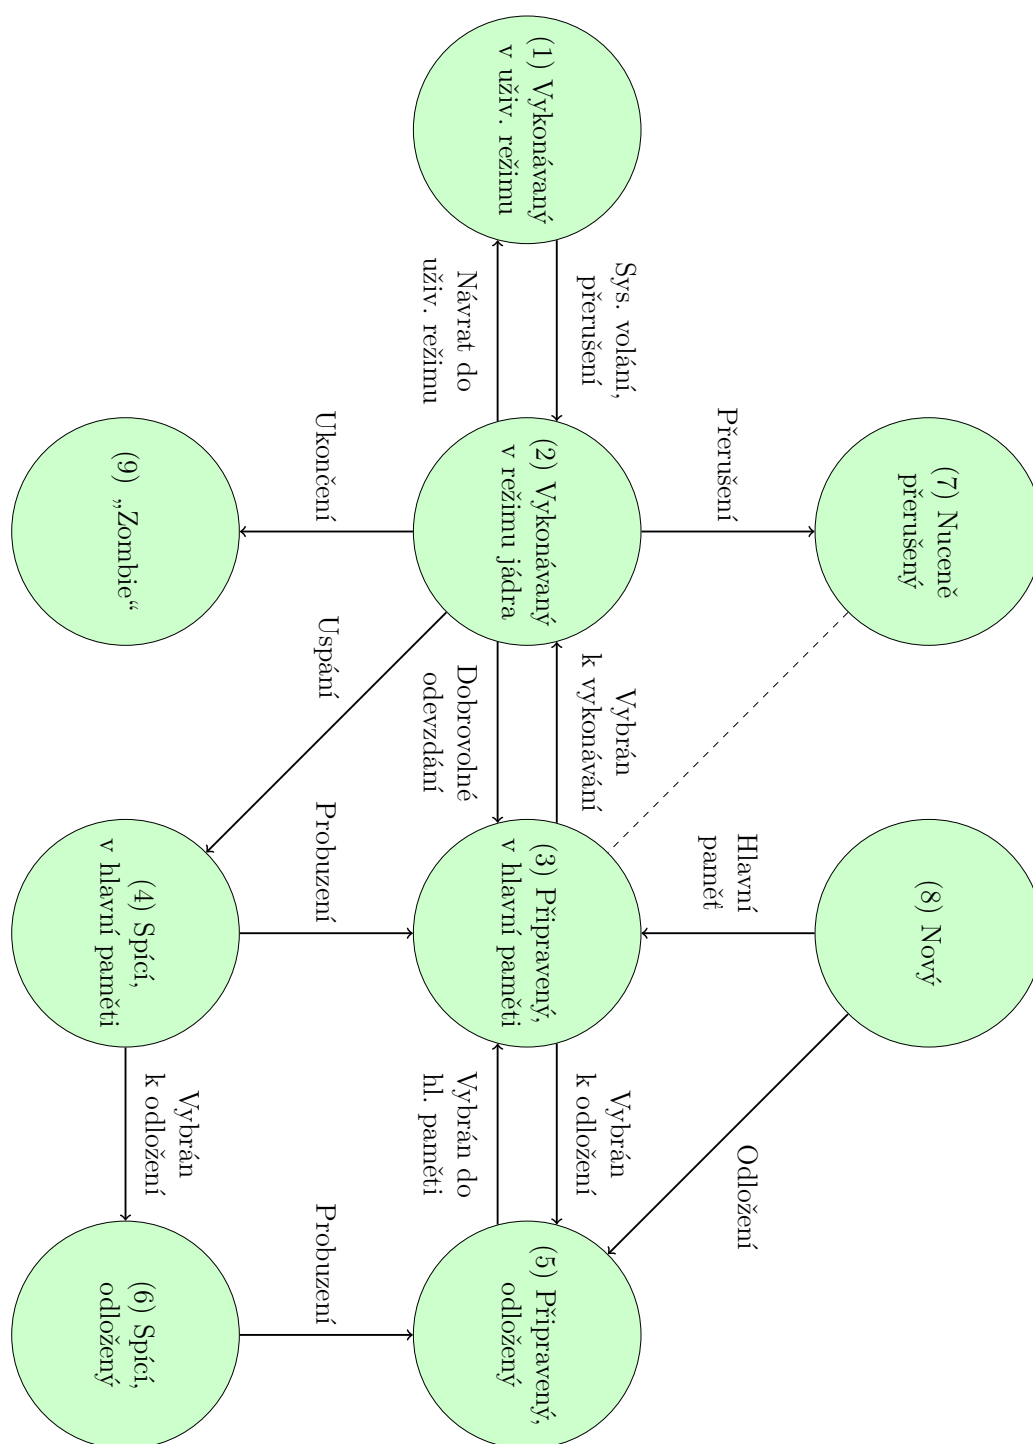 (7) Nuceně
přerušený
(8) Nový
Přerušení
Hlavní
paměť
Odložení
Sys. volání,
přerušení
Vybrán
k vykonávání
Vybrán
k odložení
(1) Vykonávaný
v uživ. režimu
(2) Vykonávaný
v režimu jádra
(3) Připravený,
v hlavní paměti
(5) Připravený,
odložený
Návrat do
uživ. režimu
Dobrovolné
odevzdání
Vybrán do
hl. paměti
Ukončení
Uspání
Probuzení
Probuzení
(9) „Zombie“
(4) Spící,
v hlavní paměti
Vybrán
k odložení
(6) Spící,
odložený